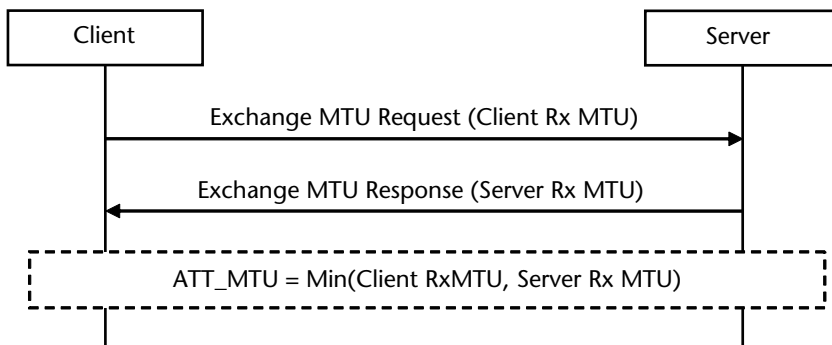 Client
Server
Exchange MTU Request (Client Rx MTU)
Exchange MTU Response (Server Rx MTU)
ATT_MTU = Min(Client RxMTU, Server Rx MTU)